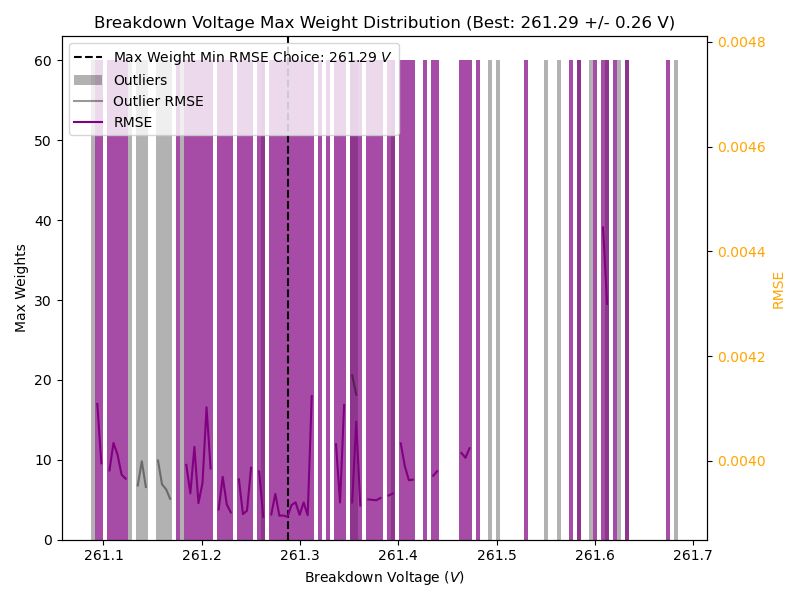 Breakdown Voltage Max Weight Distribution (Best: 261.29 +/- 0.26 V)
Max Weight Min RMSE Choice: 261.29 V
Outliers
Outlier RMSE
RMSE
Max Weights
60
50
40
30
20
10
0
0.0048
0.0046
0.0044
0.0042
0.0040
RMSE
261.1 261.2 261.3 261.4 261.5 261.6 261.7
Breakdown Voltage (V)